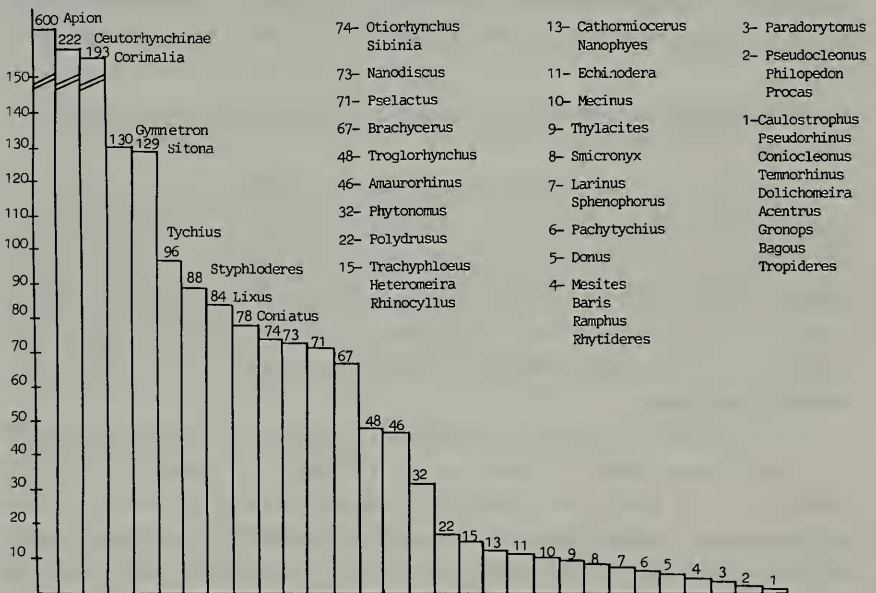 600 Apion
222 Ceutorhynchinae
193 Corimalia
130 Gymnetron
129 Sitona
96 Tychius
88 Styphloderes
84 Lixus
78 Coniatus
74
73
71
67
48
46
32
22
15
13
11
10
9
8
7
6
5
4
3
2
1
150
140
130
120
110
100
90
80
70
60
50
40
30
20
10
74– Otiorhynchus
Sibinia
73– Nanodiscus
71– Pselactus
67– Brachycerus
48– Troglorhynchus
46– Amaurorhinus
32– Phytonomus
22– Polydrusus
15– Trachyphloeus
Heteromeira
Rhinocyllus
13– Cathormiocerus
Nanophyes
11– Echinodera
10– Mecinus
9– Thylacites
8– Smicronyx
7– Larinus
Sphenophorus
6– Pachytychius
5– Donus
4– Mesites
Baris
Ramphus
Rhytideres
3– Paradorytomus
2– Pseudocleonus
Philopedon
Procas
1–Caulostrophus
Pseudorhinus
Coniocleonus
Temnorhinus
Dolichomeira
Acentrus
Gronops
Bagous
Tropideres